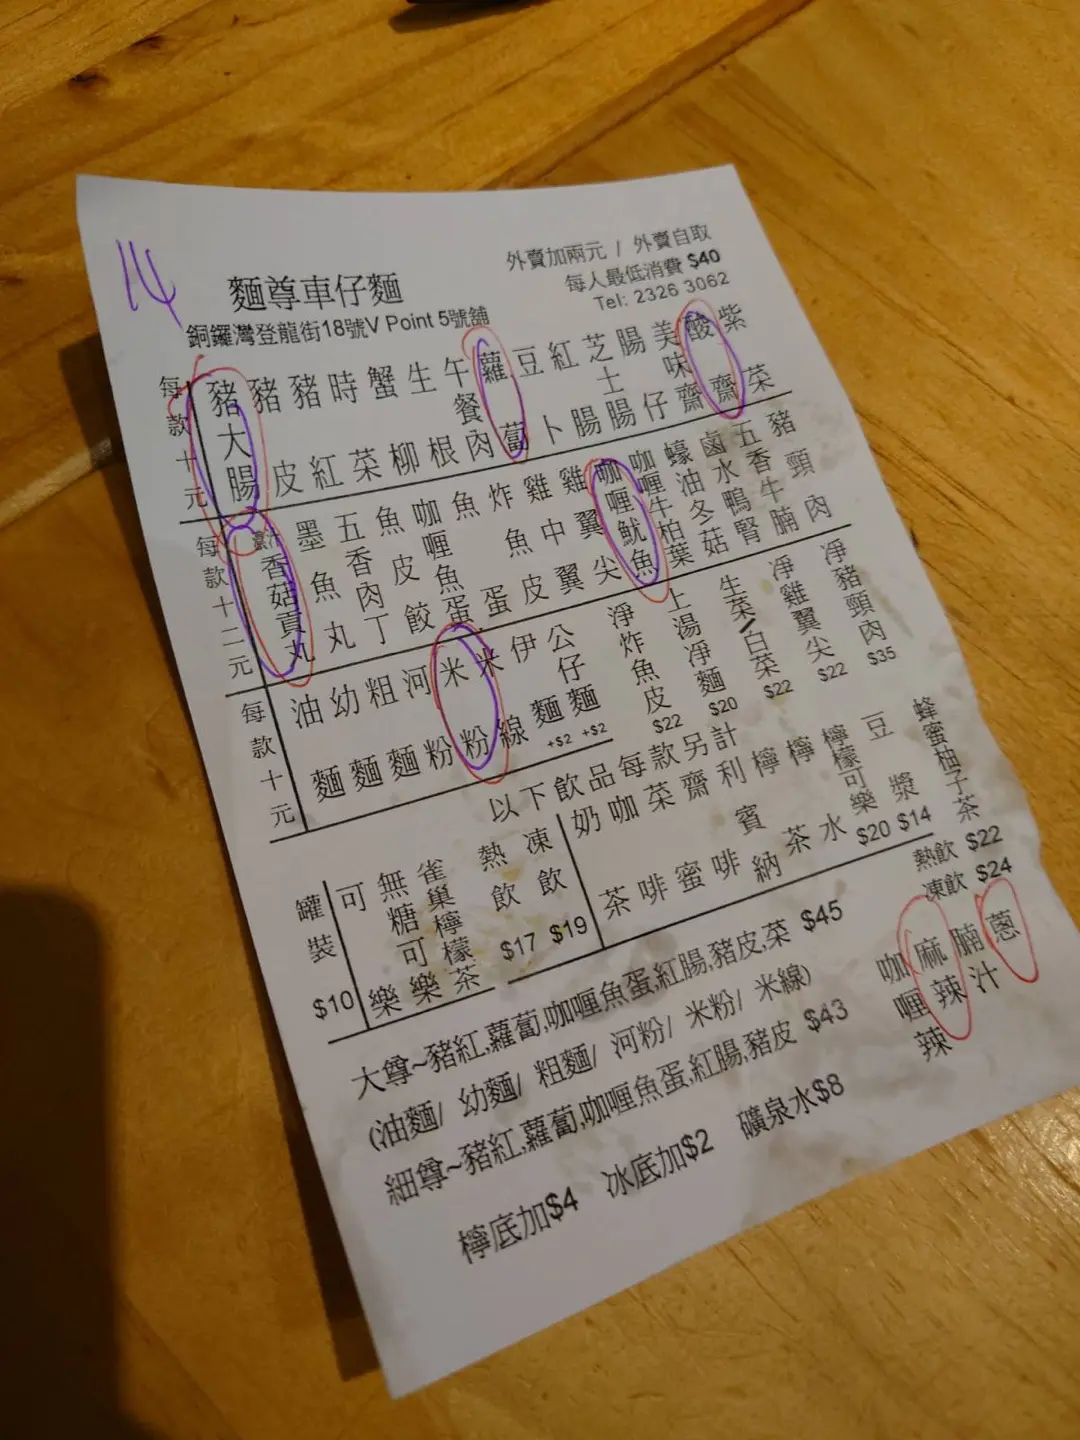 14
麵尊車仔麵
銅鑼灣登龍街18號V Point 5號舖
外賣加兩元 / 外賣自取
每人最低消費 $40
Tel: 2326 3062
每款十元
豬大腸
豬皮
豬紅
時菜
蟹柳
生根
午餐肉
蘿蔔
豆卜
紅腸
芝士腸
腸仔
美味齋
酸齋
紫菜
每款十二元
香菇貢丸
墨魚丸
五香肉丁
魚皮餃
咖喱魚蛋
魚蛋
炸魚皮
雞中翼
雞翼尖
咖喱魷魚
咖喱牛柏葉
蠔油冬菇
鹵水鴨腎
五香牛腩
豬頸肉
每款十元
油麵
幼麵
粗麵
河粉
米粉
米線
伊麵 +$2
公仔麵 +$2
淨炸魚皮 $22
上湯淨麵 $20
生菜/白菜 $22
淨雞翼尖 $22
淨豬頸肉 $35
以下飲品每款另計
罐裝 $10
可樂
無糖可樂
雀巢檸檬茶
熱飲 $17
凍飲 $19
奶茶
咖啡
菜蜜
齋啡
利賓納
檸茶
檸水
檸檬可樂 $20
豆漿 $14
蜂蜜柚子茶
熱飲 $22
凍飲 $24
大尊~豬紅,蘿蔔,咖喱魚蛋,紅腸,豬皮,菜 $45
(油麵/ 幼麵/ 粗麵/ 河粉/ 米粉/ 米線)
細尊~豬紅,蘿蔔,咖喱魚蛋,紅腸,豬皮 $43
咖喱辣
麻辣
腩汁
蔥
檸底加$4 冰底加$2 礦泉水$8